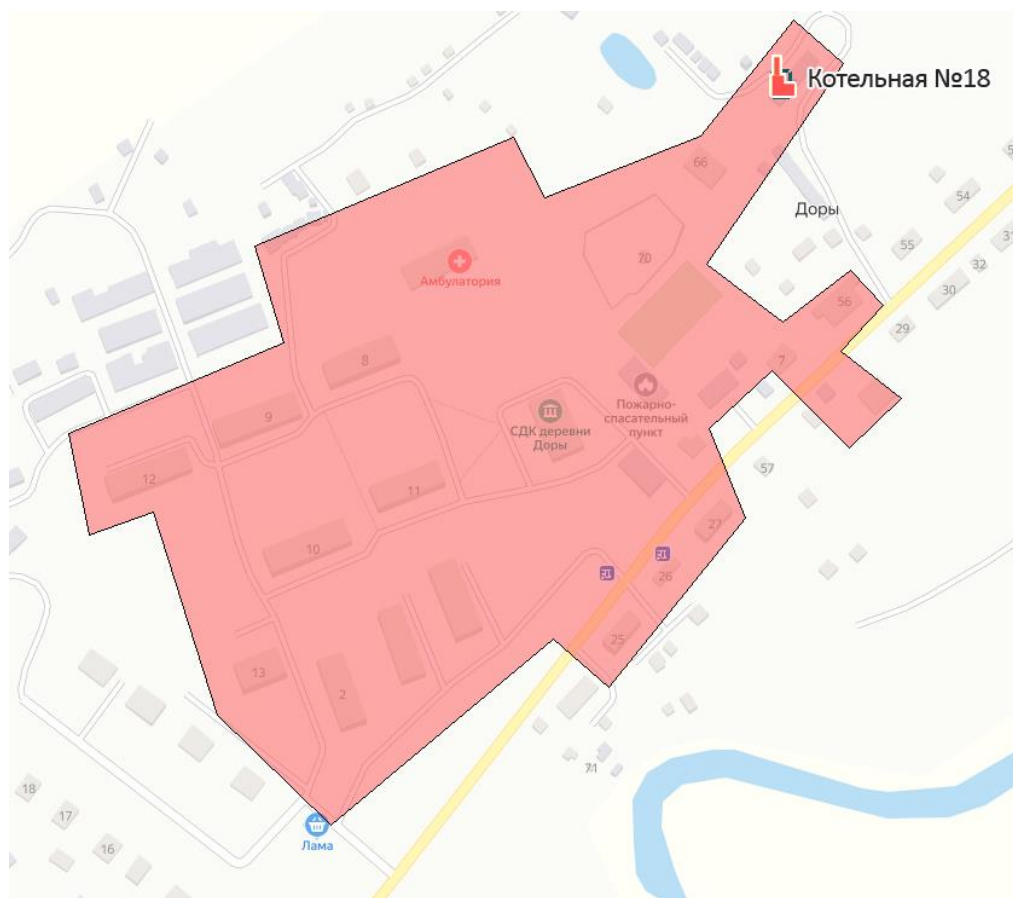 Котельная №18
66
Доры
54
55
31
32
30
70
56
29
Амбулатория
7
8
Пожарно-
спасательный
пункт
9
СДК деревни
Доры
57
12
11
27
10
26
25
13
2
71
18
17
16
Лама